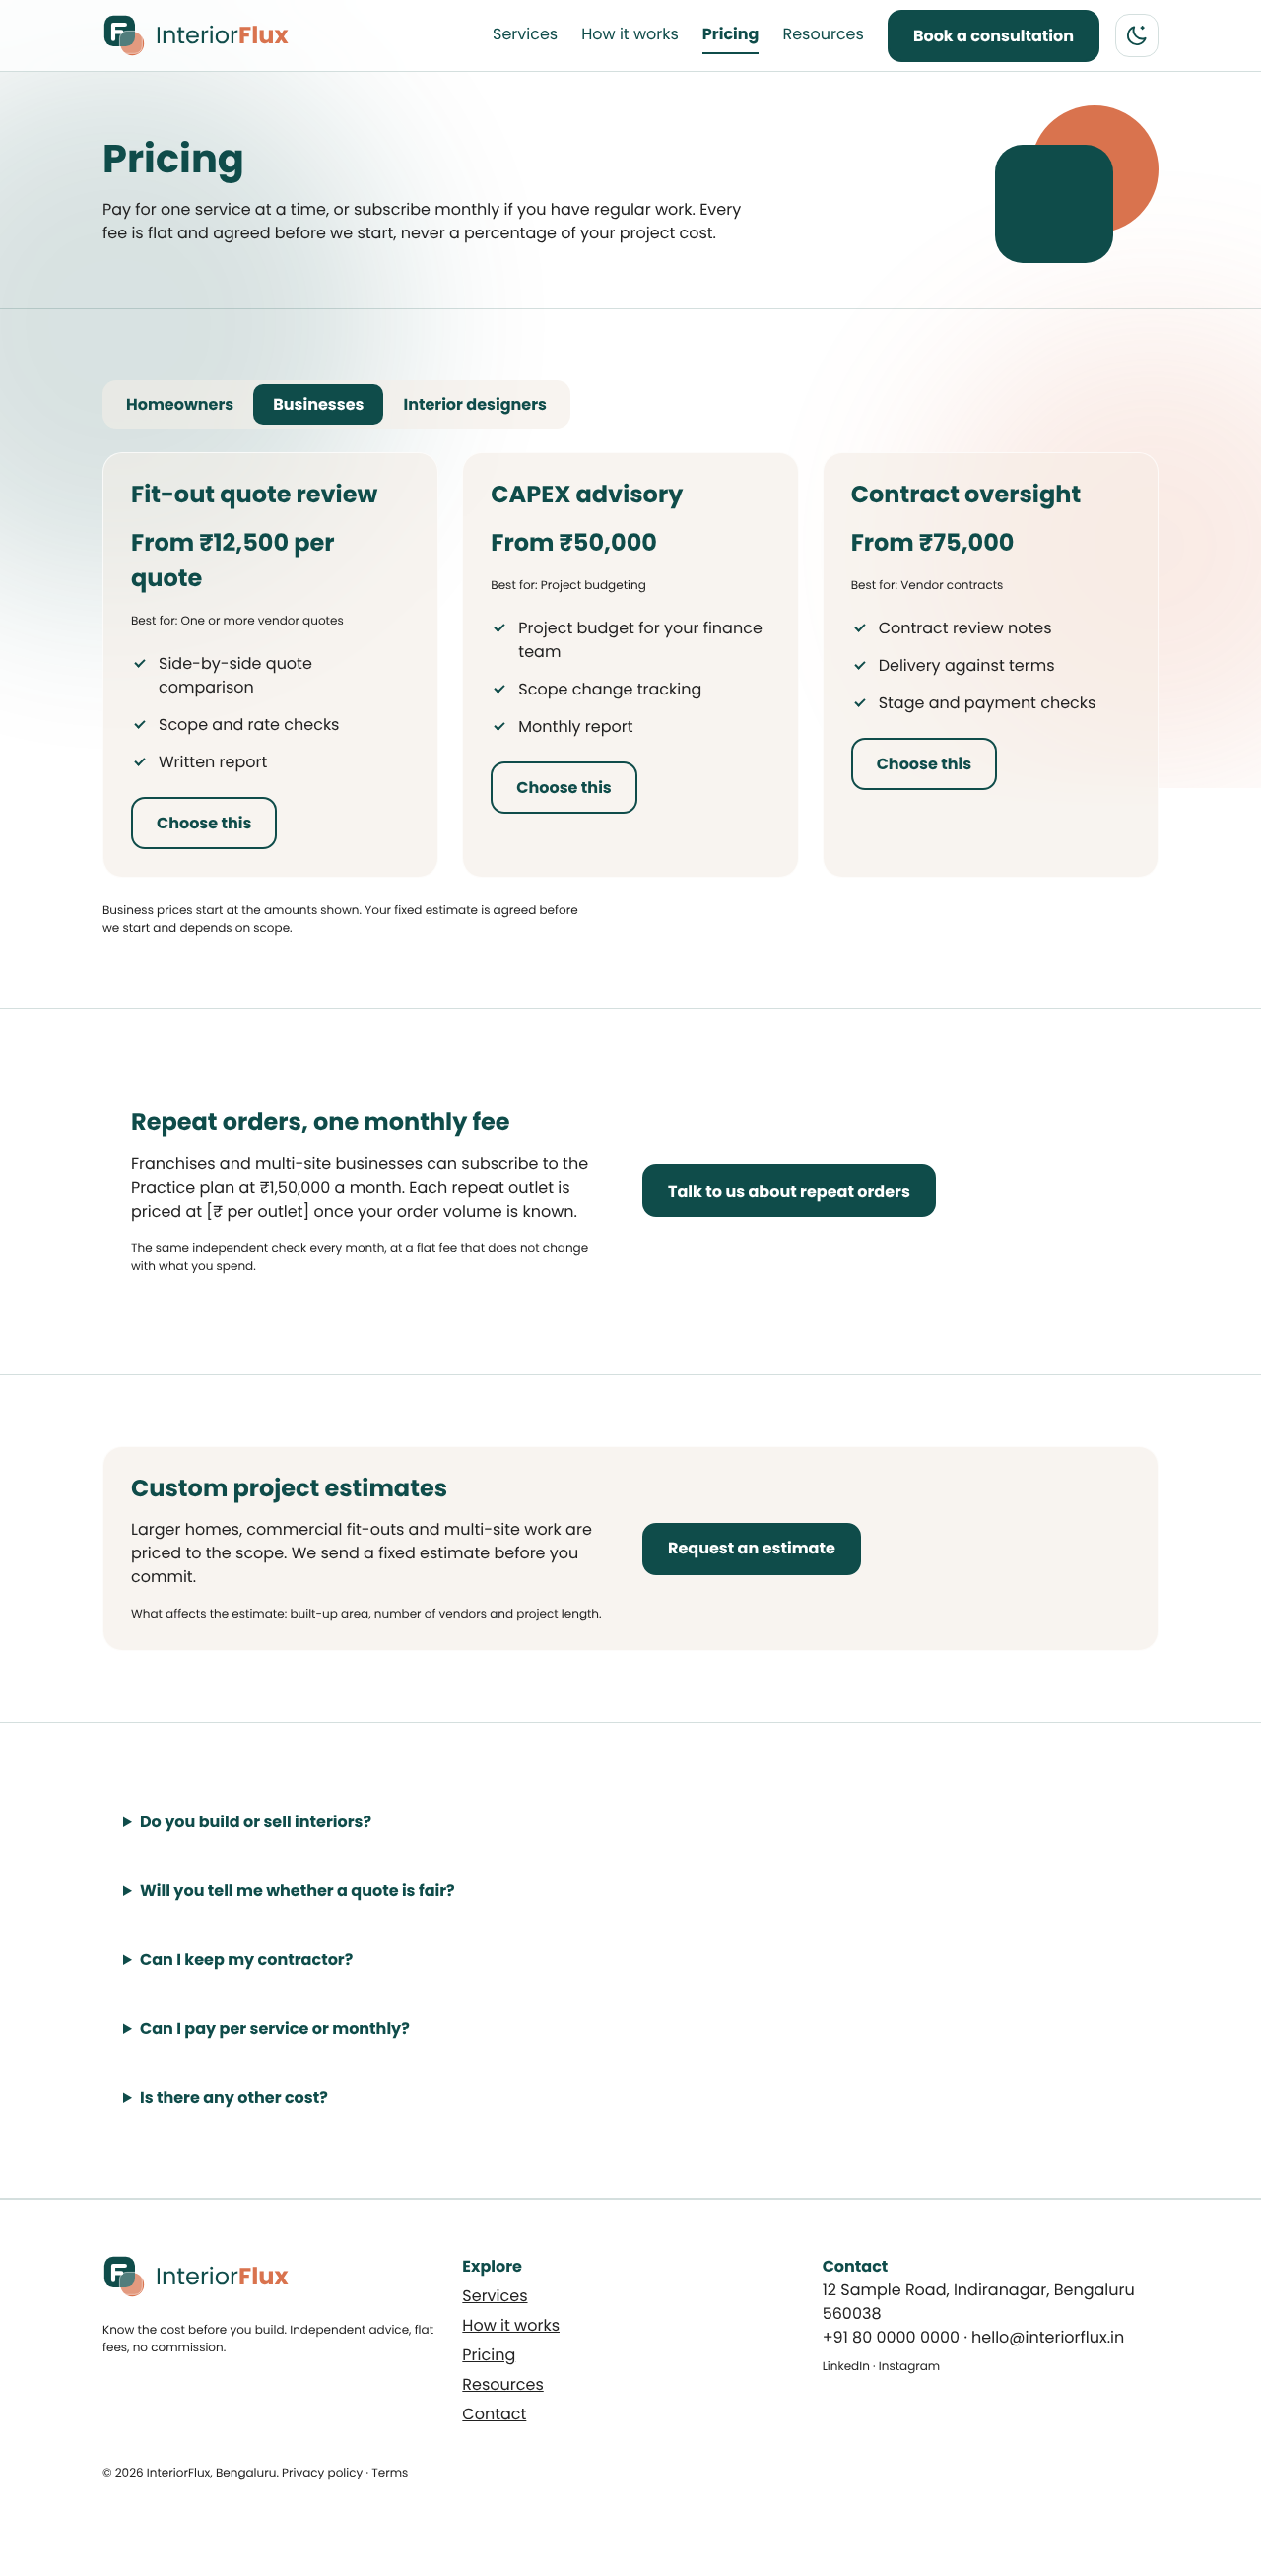 InteriorFlux
Services How it works Pricing Resources Book a consultation
Pricing
Pay for one service at a time, or subscribe monthly if you have regular work. Every
fee is flat and agreed before we start, never a percentage of your project cost.
Homeowners Businesses Interior designers
Fit-out quote review
From ₹12,500 per
quote
Best for: One or more vendor quotes
Side-by-side quote
comparison
Scope and rate checks
Written report
Choose this
CAPEX advisory
From ₹50,000
Best for: Project budgeting
Project budget for your finance
team
Scope change tracking
Monthly report
Choose this
Contract oversight
From ₹75,000
Best for: Vendor contracts
Contract review notes
Delivery against terms
Stage and payment checks
Choose this
Business prices start at the amounts shown. Your fixed estimate is agreed before
we start and depends on scope.
Repeat orders, one monthly fee
Franchises and multi-site businesses can subscribe to the
Practice plan at ₹1,50,000 a month. Each repeat outlet is
priced at [₹ per outlet] once your order volume is known.
The same independent check every month, at a flat fee that does not change
with what you spend.
Talk to us about repeat orders
Custom project estimates
Larger homes, commercial fit-outs and multi-site work are
priced to the scope. We send a fixed estimate before you
commit.
What affects the estimate: built-up area, number of vendors and project length.
Request an estimate
Do you build or sell interiors?
Will you tell me whether a quote is fair?
Can I keep my contractor?
Can I pay per service or monthly?
Is there any other cost?
InteriorFlux
Know the cost before you build. Independent advice, flat
fees, no commission.
Explore
Services
How it works
Pricing
Resources
Contact
Contact
12 Sample Road, Indiranagar, Bengaluru
560038
+91 80 0000 0000 · hello@interiorflux.in
LinkedIn · Instagram
© 2026 InteriorFlux, Bengaluru. Privacy policy · Terms